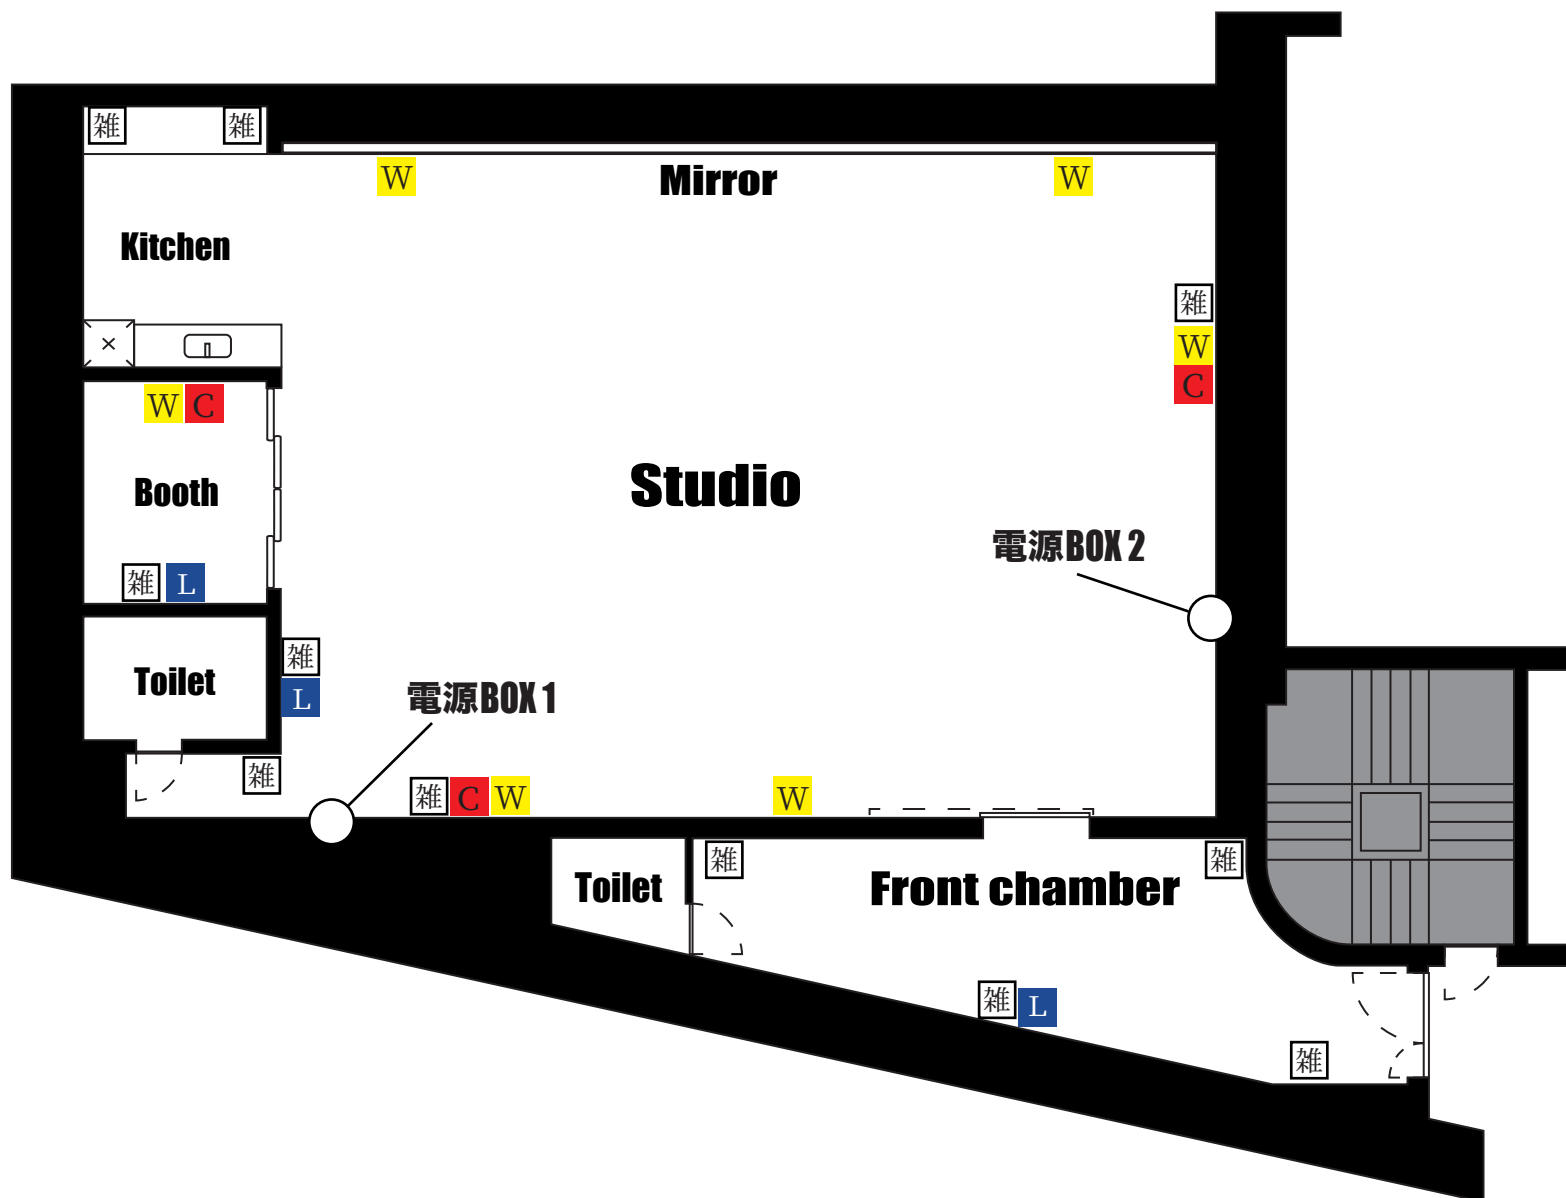 雑 雑
W Mirror W
Kitchen
雑
W
C
W C
Booth
Studio
電源BOX 2
雑 L
雑
L
Toilet
電源BOX 1
雑
雑 C W
W
Toilet
雑
Front chamber
雑
雑 L
雑